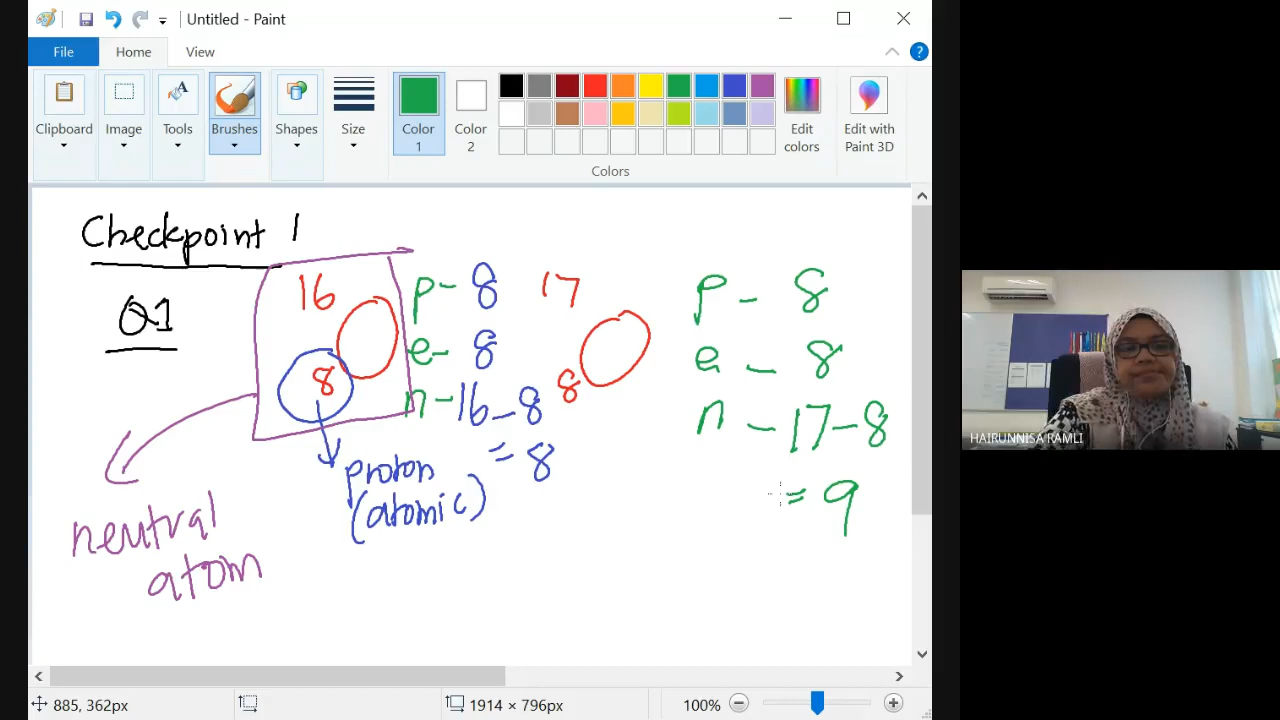 Untitled - Paint
File Home View
Clipboard Image Tools Brushes Shapes Size Color 1 Color 2 Edit colors Edit with Paint 3D
Colors
Checkpoint 1
Q1
16
8
O
p - 8
e - 8
n - 16 - 8
= 8
proton
(atomic)
neutral
atom
17
8
O
p - 8
e - 8
n - 17 - 8
= 9
HAIRUNNISA RAMLI
885, 362px
1914 × 796px
100%